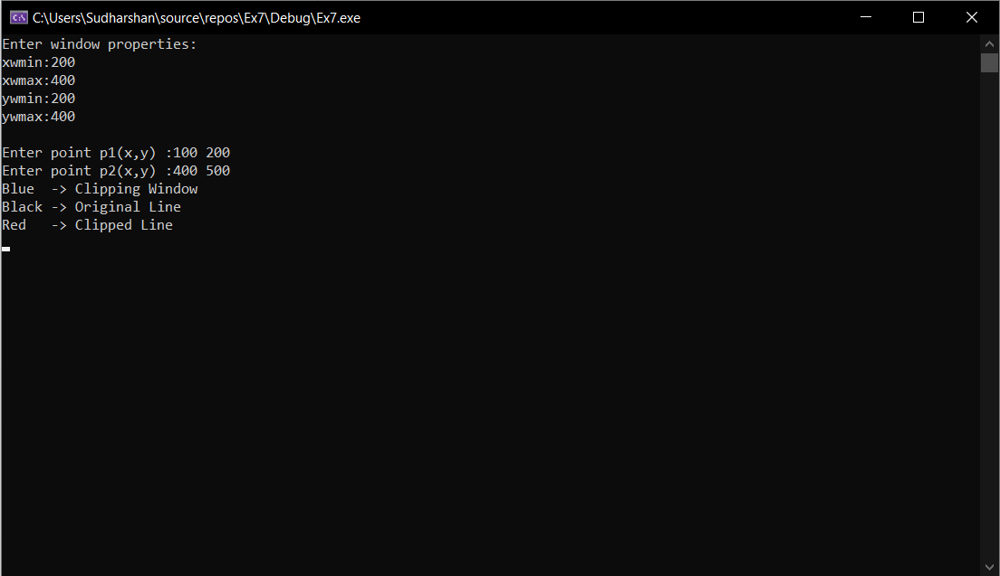 C:\Users\Sudharshan\source\repos\Ex7\Debug\Ex7.exe
Enter window properties:
xwmin:200
xwmax:400
ywmin:200
ywmax:400
Enter point p1(x,y) :100 200
Enter point p2(x,y) :400 500
Blue  -> Clipping Window
Black -> Original Line
Red   -> Clipped Line